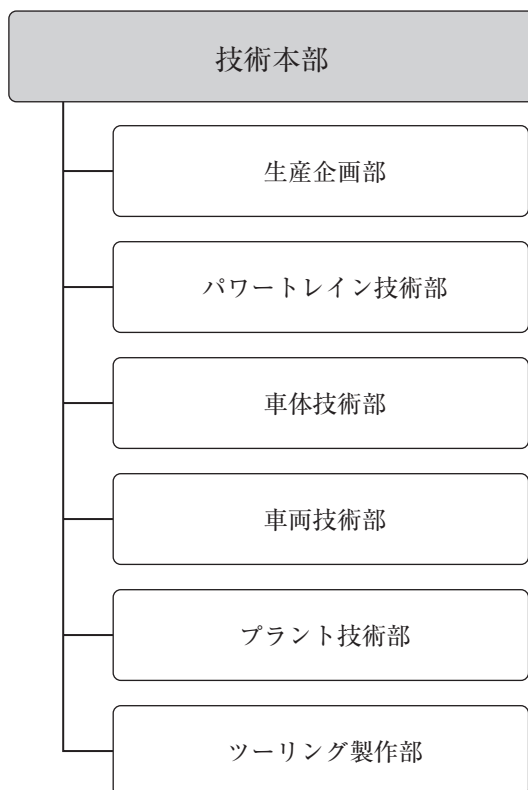 技術本部
生産企画部
パワートレイン技術部
車体技術部
車両技術部
プラント技術部
ツーリング製作部